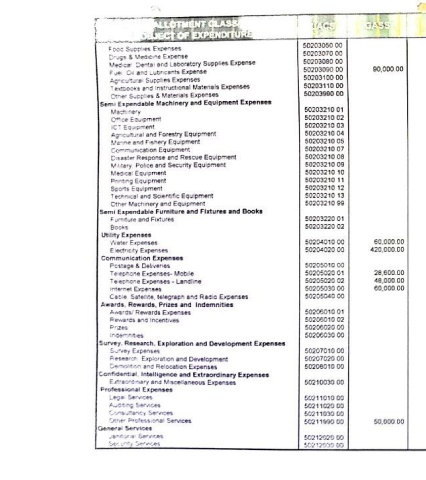 ALLOTMENT CLASS UACS GASS
OBJECT OF EXPENDITURE
Food Supplies Expenses 50203050 00
Drugs & Medicine Expense 50203070 00
Medical, Dental and Laboratory Supplies Expense 50203080 00
Fuel, Oil and Lubricants Expense 50203090 00 90,000.00
Agricultural Supplies Expenses 50203100 00
Textbooks and Instructional Materials Expenses 50203110 00
Other Supplies & Materials Expenses 50203990 00
Semi Expendable Machinery and Equipment Expenses
Machinery 50203210 01
Office Equipment 50203210 02
ICT Equipment 50203210 03
Agricultural and Forestry Equipment 50203210 04
Marine and Fishery Equipment 50203210 05
Communication Equipment 50203210 07
Disaster Response and Rescue Equipment 50203210 08
Military, Police and Security Equipment 50203210 09
Medical Equipment 50203210 10
Printing Equipment 50203210 11
Sports Equipment 50203210 12
Technical and Scientific Equipment 50203210 13
Other Machinery and Equipment 50203210 99
Semi Expendable Furniture and Fixtures and Books
Furniture and Fixtures 50203220 01
Books 50203220 02
Utility Expenses
Water Expenses 50204010 00 60,000.00
Electricity Expenses 50204020 00 420,000.00
Communication Expenses
Postage & Deliveries 50205010 00
Telephone Expenses- Mobile 50205020 01 28,600.00
Telephone Expenses - Landline 50205020 02 48,000.00
Internet Expenses 50205030 00 60,000.00
Cable, Satellite, telegraph and Radio Expenses 50205040 00
Awards, Rewards, Prizes and Indemnities
Awards/ Rewards Expenses 50206010 01
Rewards and Incentives 50206010 02
Prizes 50206020 00
Indemnities 50206030 00
Survey, Research, Exploration and Development Expenses
Survey Expenses 50207010 00
Research, Exploration and Development 50207020 00
Demolition and Relocation Expenses 50208010 00
Confidential, Intelligence and Extraordinary Expenses
Extraordinary and Miscellaneous Expenses 50210030 00
Professional Expenses
Legal Services 50211010 00
Auditing Services 50211020 00
Consultancy Services 50211030 00
Other Professional Services 50211990 00 50,000.00
General Services
Janitorial Services 50212020 00
Security Services 50212030 00